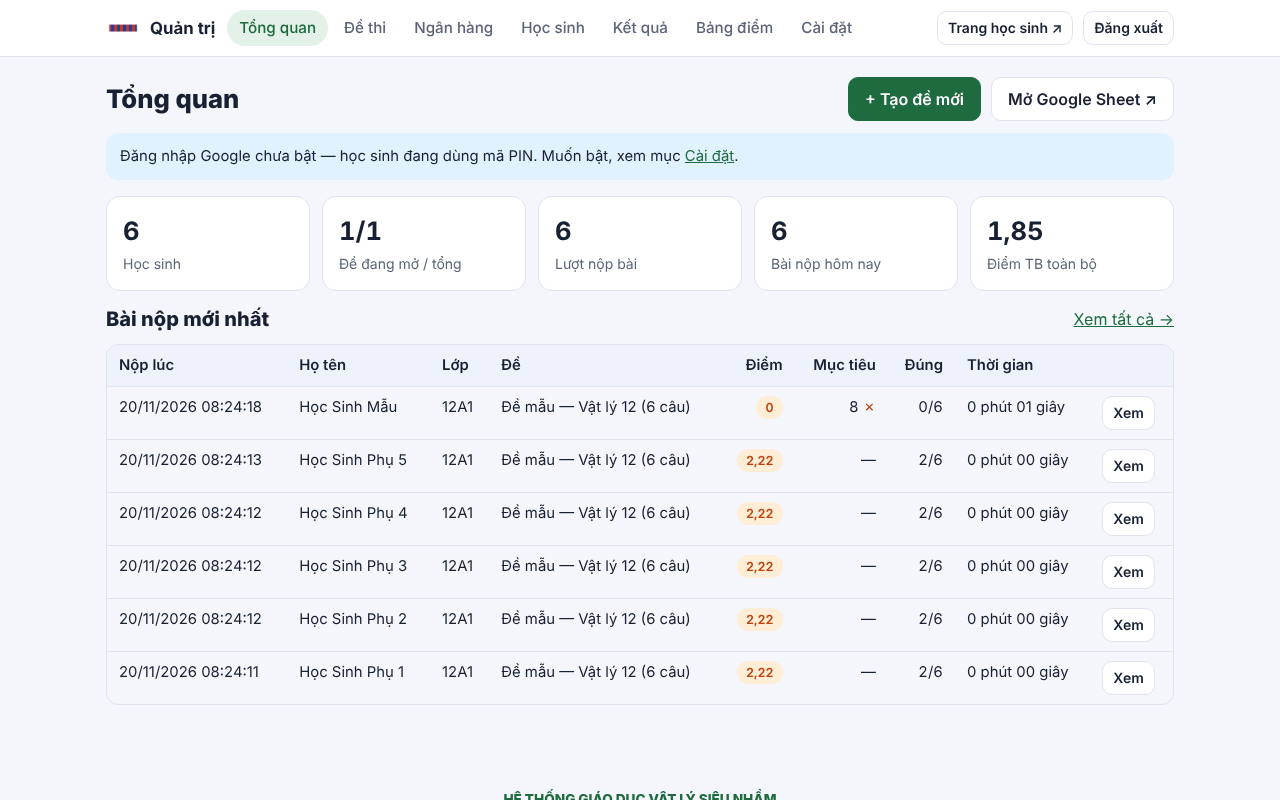 Quản trị
Tổng quan
Đề thi
Ngân hàng
Học sinh
Kết quả
Bảng điểm
Cài đặt
Trang học sinh ↗
Đăng xuất
Tổng quan
+ Tạo đề mới
Mở Google Sheet ↗
Đăng nhập Google chưa bật — học sinh đang dùng mã PIN. Muốn bật, xem mục Cài đặt.
6
Học sinh
1/1
Đề đang mở / tổng
6
Lượt nộp bài
6
Bài nộp hôm nay
1,85
Điểm TB toàn bộ
Bài nộp mới nhất
Xem tất cả →
Nộp lúc Họ tên Lớp Đề Điểm Mục tiêu Đúng Thời gian
20/11/2026 08:24:18 Học Sinh Mẫu 12A1 Đề mẫu — Vật lý 12 (6 câu) 0 8 × 0/6 0 phút 01 giây Xem
20/11/2026 08:24:13 Học Sinh Phụ 5 12A1 Đề mẫu — Vật lý 12 (6 câu) 2,22 — 2/6 0 phút 00 giây Xem
20/11/2026 08:24:12 Học Sinh Phụ 4 12A1 Đề mẫu — Vật lý 12 (6 câu) 2,22 — 2/6 0 phút 00 giây Xem
20/11/2026 08:24:12 Học Sinh Phụ 3 12A1 Đề mẫu — Vật lý 12 (6 câu) 2,22 — 2/6 0 phút 00 giây Xem
20/11/2026 08:24:12 Học Sinh Phụ 2 12A1 Đề mẫu — Vật lý 12 (6 câu) 2,22 — 2/6 0 phút 00 giây Xem
20/11/2026 08:24:11 Học Sinh Phụ 1 12A1 Đề mẫu — Vật lý 12 (6 câu) 2,22 — 2/6 0 phút 00 giây Xem
HỆ THỐNG GIÁO DỤC VẬT LÝ SIÊU NHẦM